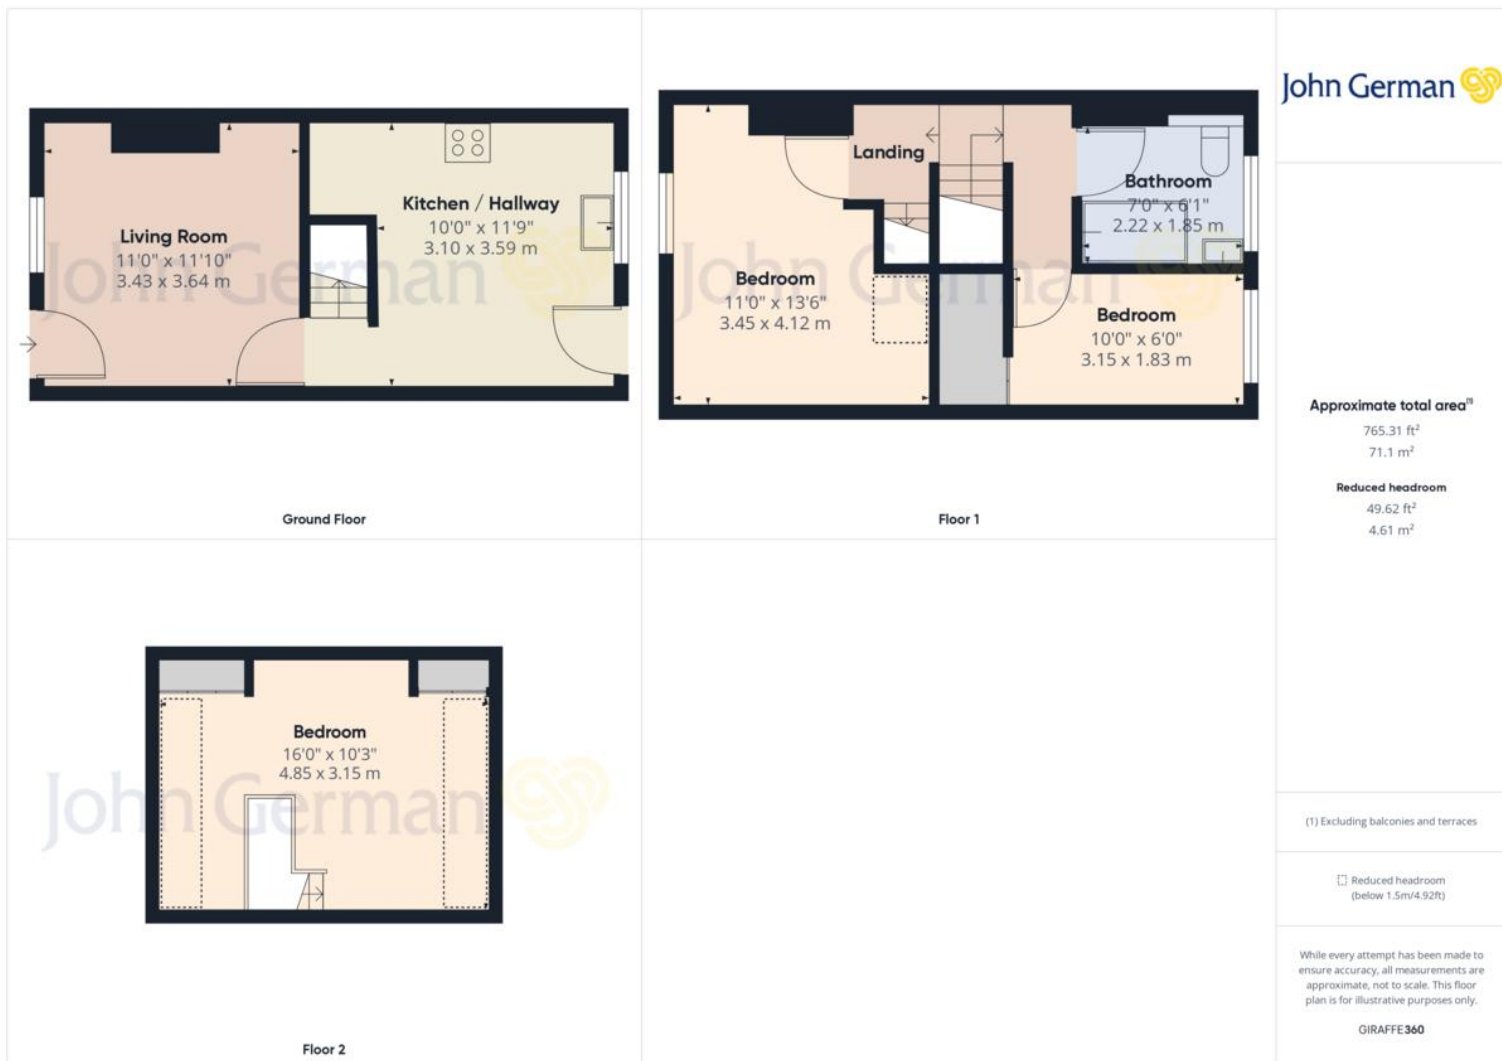 John German
Living Room
11'0" x 11'10"
3.43 x 3.64 m
Kitchen / Hallway
10'0" x 11'9"
3.10 x 3.59 m
John German
Ground Floor
Landing
Bathroom
7'0" x 6'1"
2.22 x 1.85 m
Bedroom
11'0" x 13'6"
3.45 x 4.12 m
Bedroom
10'0" x 6'0"
3.15 x 1.83 m
John German
Floor 1
Bedroom
16'0" x 10'3"
4.85 x 3.15 m
John German
Floor 2
Approximate total area⁽¹⁾
765.31 ft²
71.1 m²
Reduced headroom
49.62 ft²
4.61 m²
(1) Excluding balconies and terraces
Reduced headroom
(below 1.5m/4.92ft)
While every attempt has been made to
ensure accuracy, all measurements are
approximate, not to scale. This floor
plan is for illustrative purposes only.
GIRAFFE360